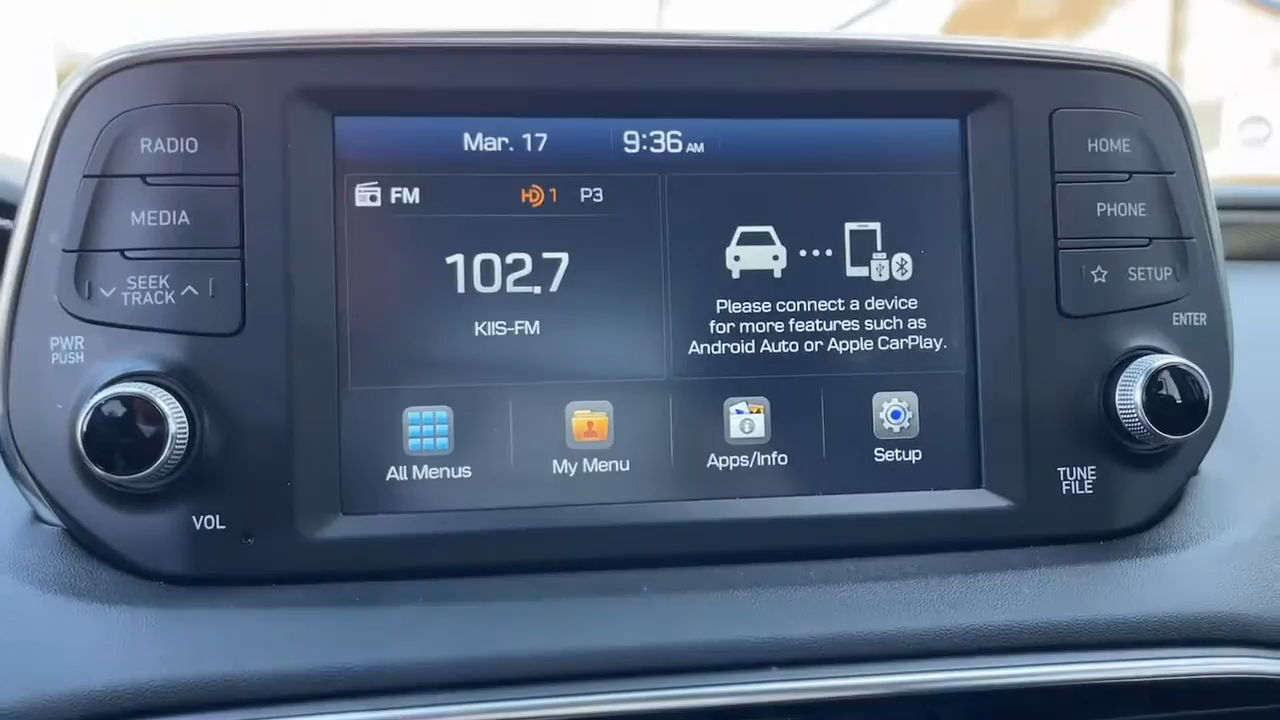 RADIO
MEDIA
SEEK
TRACK
PWR
PUSH
VOL
Mar. 17
9:36 AM
FM
HD 1
P3
102.7
KIIS-FM
Please connect a device
for more features such as
Android Auto or Apple CarPlay.
All Menus
My Menu
Apps/Info
Setup
HOME
PHONE
SETUP
ENTER
TUNE
FILE